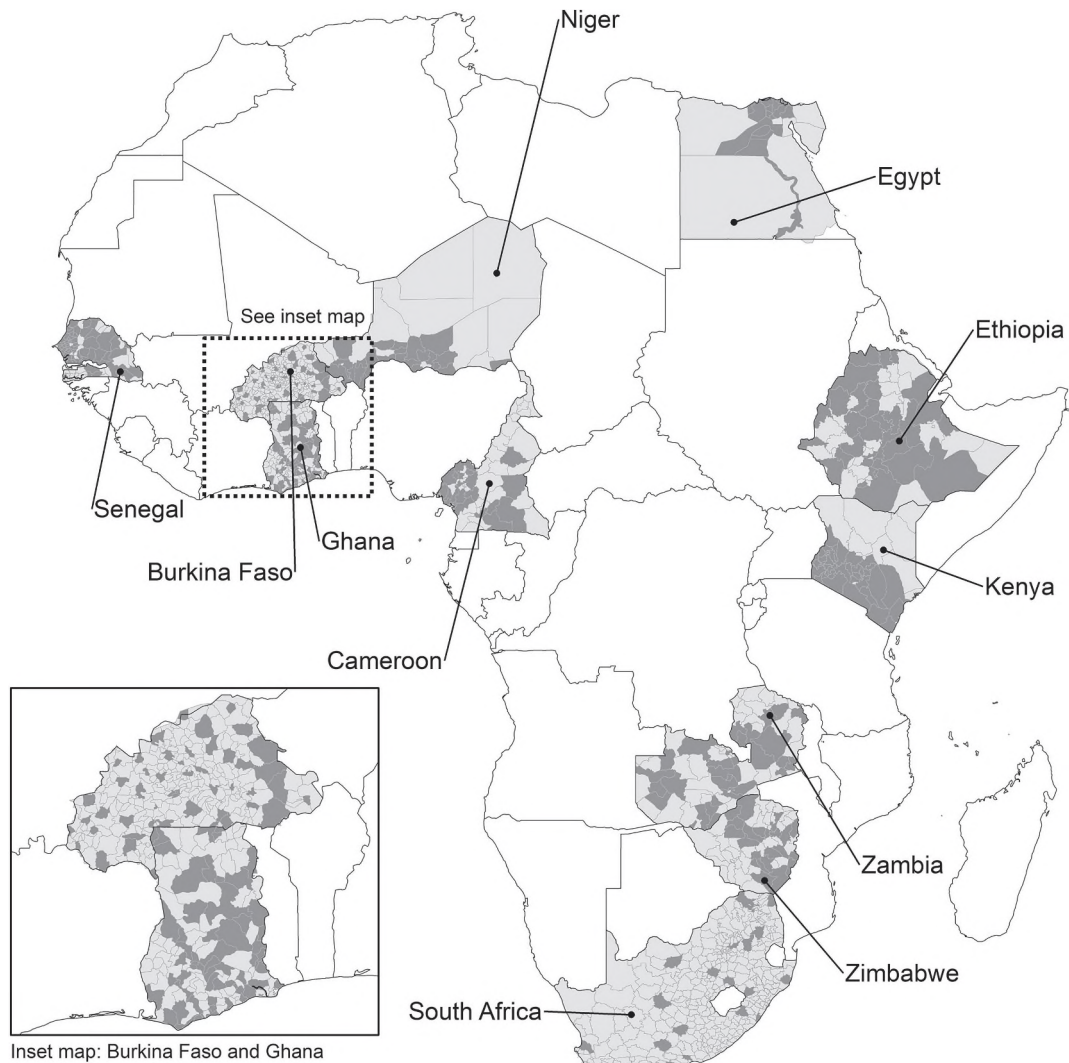 Niger
Egypt
See inset map
Ethiopia
Senegal
Ghana
Burkina Faso
Kenya
Cameroon
Zambia
Zimbabwe
South Africa
Inset map: Burkina Faso and Ghana